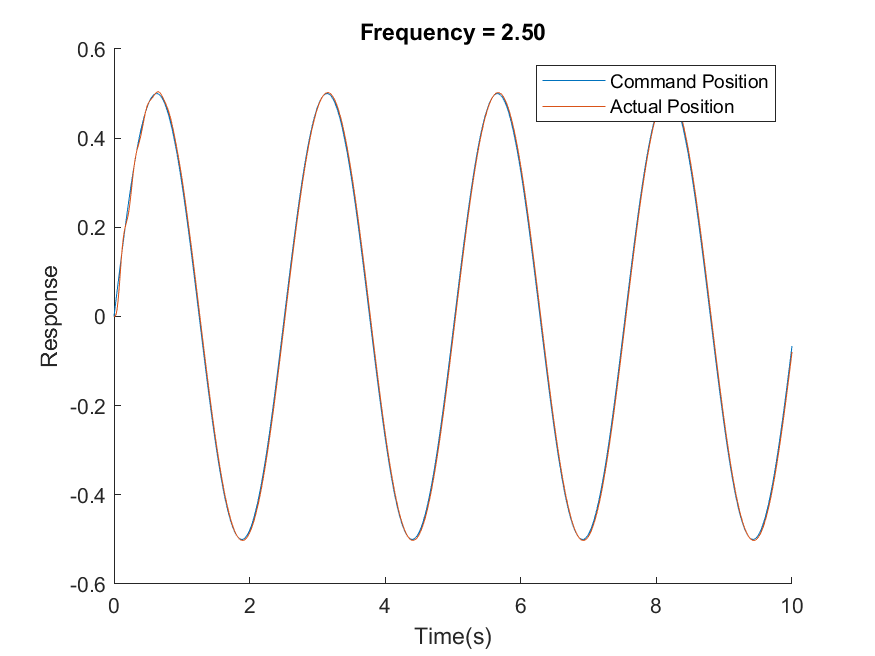 Frequency = 2.50
0.6
0.4
0.2
0
-0.2
-0.4
-0.6
Response
Command Position
Actual Position
0 2 4 6 8 10
Time(s)